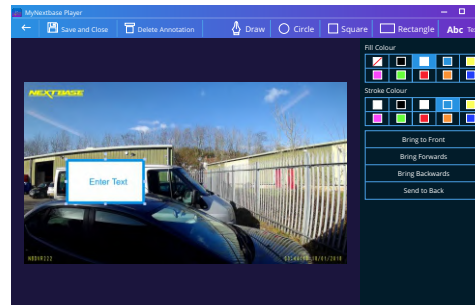 MyNextbase Player
Save and Close
Delete Annotation
Draw
Circle
Square
Rectangle
Abc
Fill Colour
Stroke Colour
Bring to Front
Bring Forwards
Bring Backwards
Send to Back
NEXTBASE
Enter Text